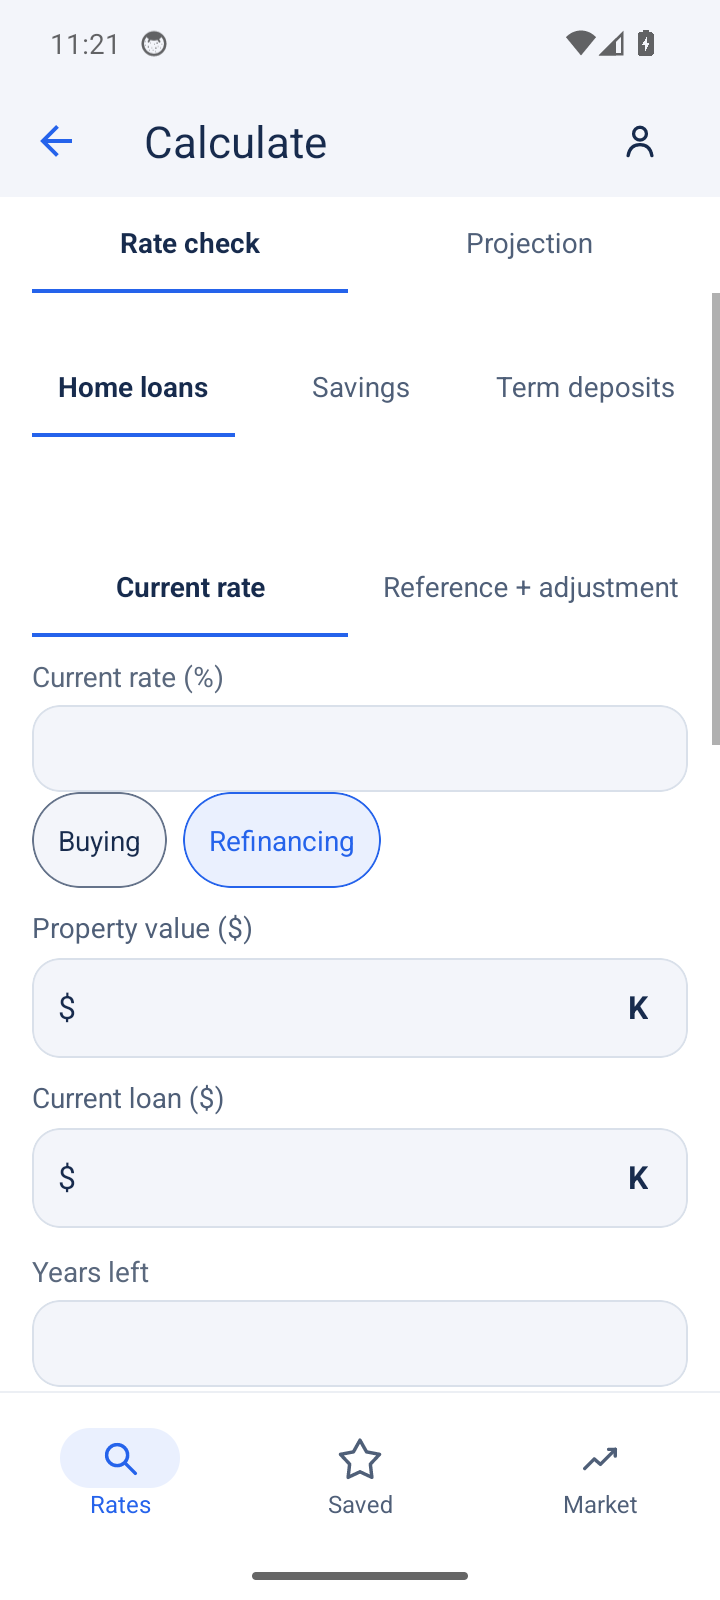 11:21
Calculate
Rate check Projection
Home loans Savings Term deposits
Current rate Reference + adjustment
Current rate (%)
Buying Refinancing
Property value ($)
$ K
Current loan ($)
$ K
Years left
Rates Saved Market